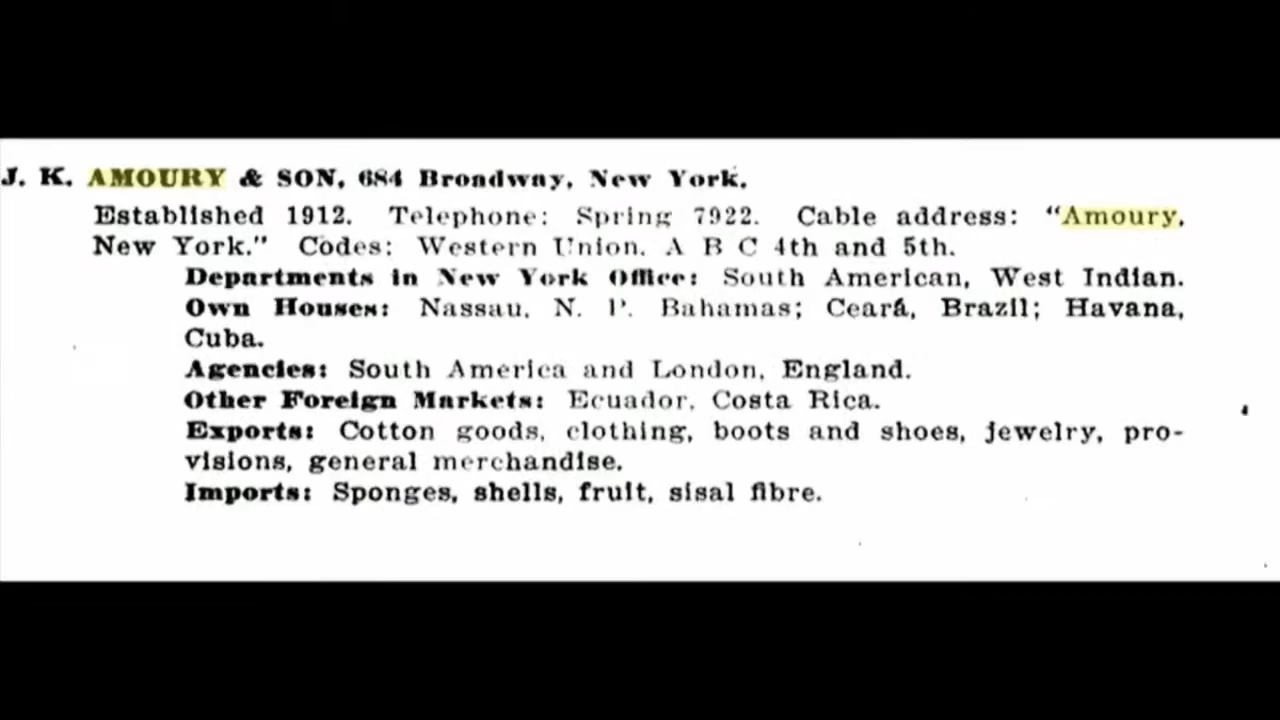 J. K. AMOURY & SON, 684 Broadway, New York.
Established 1912. Telephone: Spring 7922. Cable address: "Amoury,
New York." Codes: Western Union, A B C 4th and 5th.
Departments in New York Office: South American, West Indian.
Own Houses: Nassau, N. P. Bahamas; Ceará, Brazil; Havana,
Cuba.
Agencies: South America and London, England.
Other Foreign Markets: Ecuador, Costa Rica.
Exports: Cotton goods, clothing, boots and shoes, jewelry, pro-
visions, general merchandise.
Imports: Sponges, shells, fruit, sisal fibre.